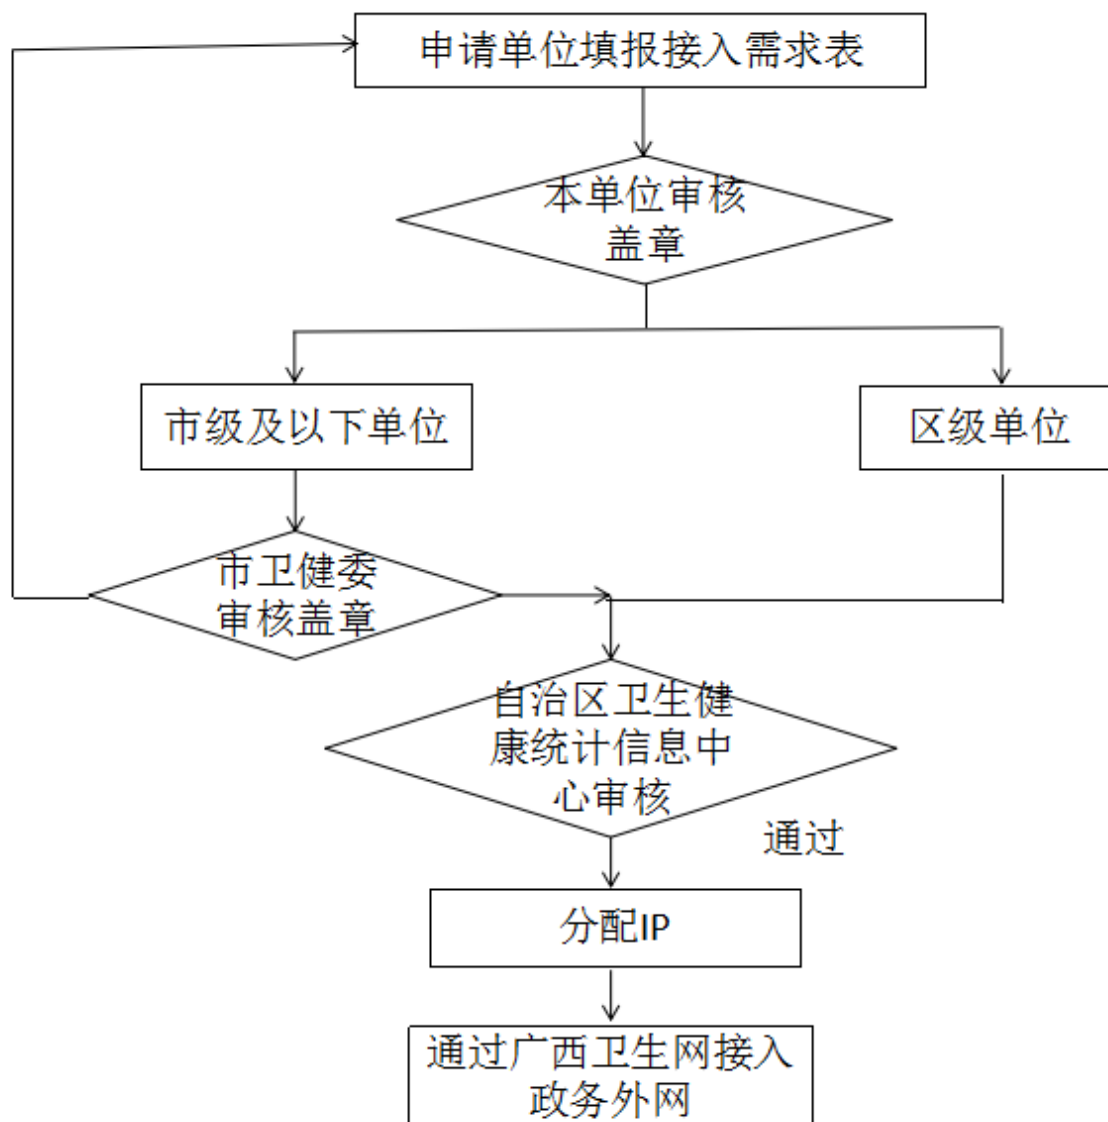 申请单位填报接入需求表
本单位审核
盖章
市级及以下单位
区级单位
市卫健委
审核盖章
自治区卫生健
康统计信息中
心审核
通过
分配IP
通过广西卫生网接入
政务外网